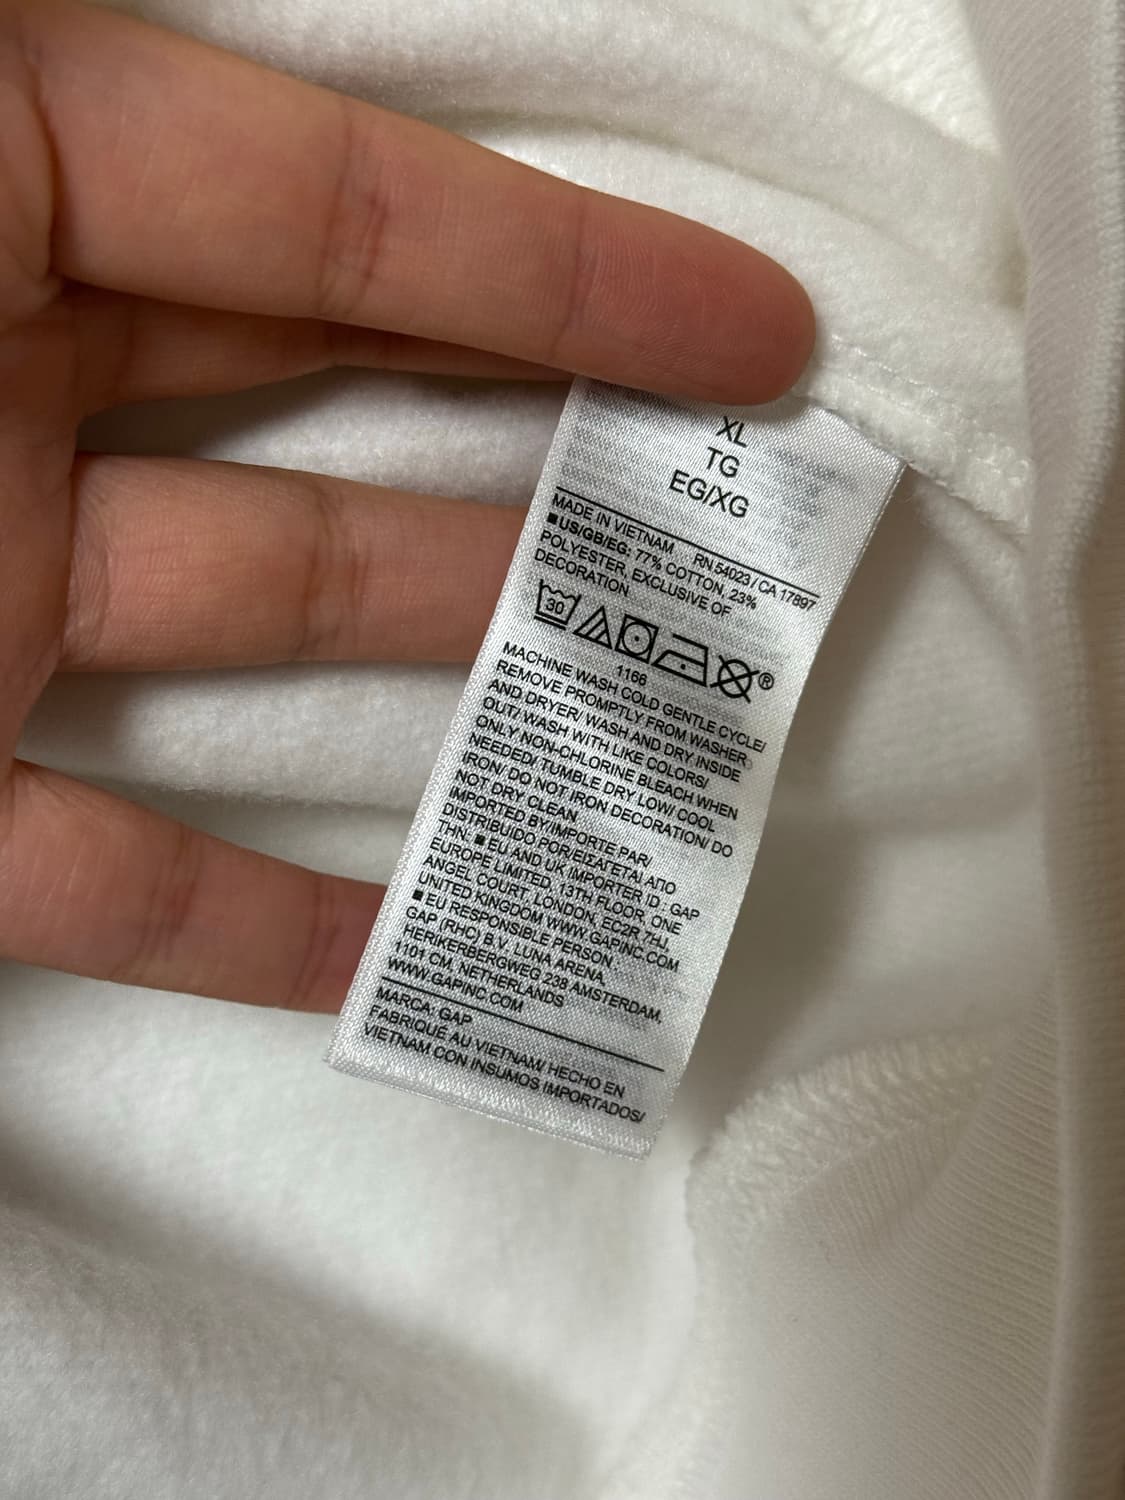 XL
TG
EG/XG
MADE IN VIETNAM RN 54023 / CA 17897
■US/GB/EG: 77% COTTON, 23%
POLYESTER, EXCLUSIVE OF
DECORATION
30 ®
1166
MACHINE WASH COLD GENTLE CYCLE/
REMOVE PROMPTLY FROM WASHER
AND DRYER/ WASH AND DRY INSIDE
OUT/ WASH WITH LIKE COLORS/
ONLY NON-CHLORINE BLEACH WHEN
NEEDED/ TUMBLE DRY LOW/ COOL
IRON/ DO NOT IRON DECORATION/ DO
NOT DRY CLEAN
IMPORTED BY/IMPORTE PAR/
DISTRIBUIDO POR/ΕΙΣΑΓΕΤΑΙ ΑΠΟ
ΤΗΝ. ■EU AND UK IMPORTER ID - GAP
EUROPE LIMITED, 13TH FLOOR, ONE
ANGEL COURT, LONDON, EC2R 7HJ,
UNITED KINGDOM WWW.GAPINC.COM
■EU RESPONSIBLE PERSON
GAP (RHC) B.V. LUNA ARENA,
HERIKERBERGWEG 238 AMSTERDAM,
1101 CM, NETHERLANDS
WWW.GAPINC.COM
MARCA: GAP
FABRIQUÉ AU VIETNAM/ HECHO EN
VIETNAM CON INSUMOS IMPORTADOS/